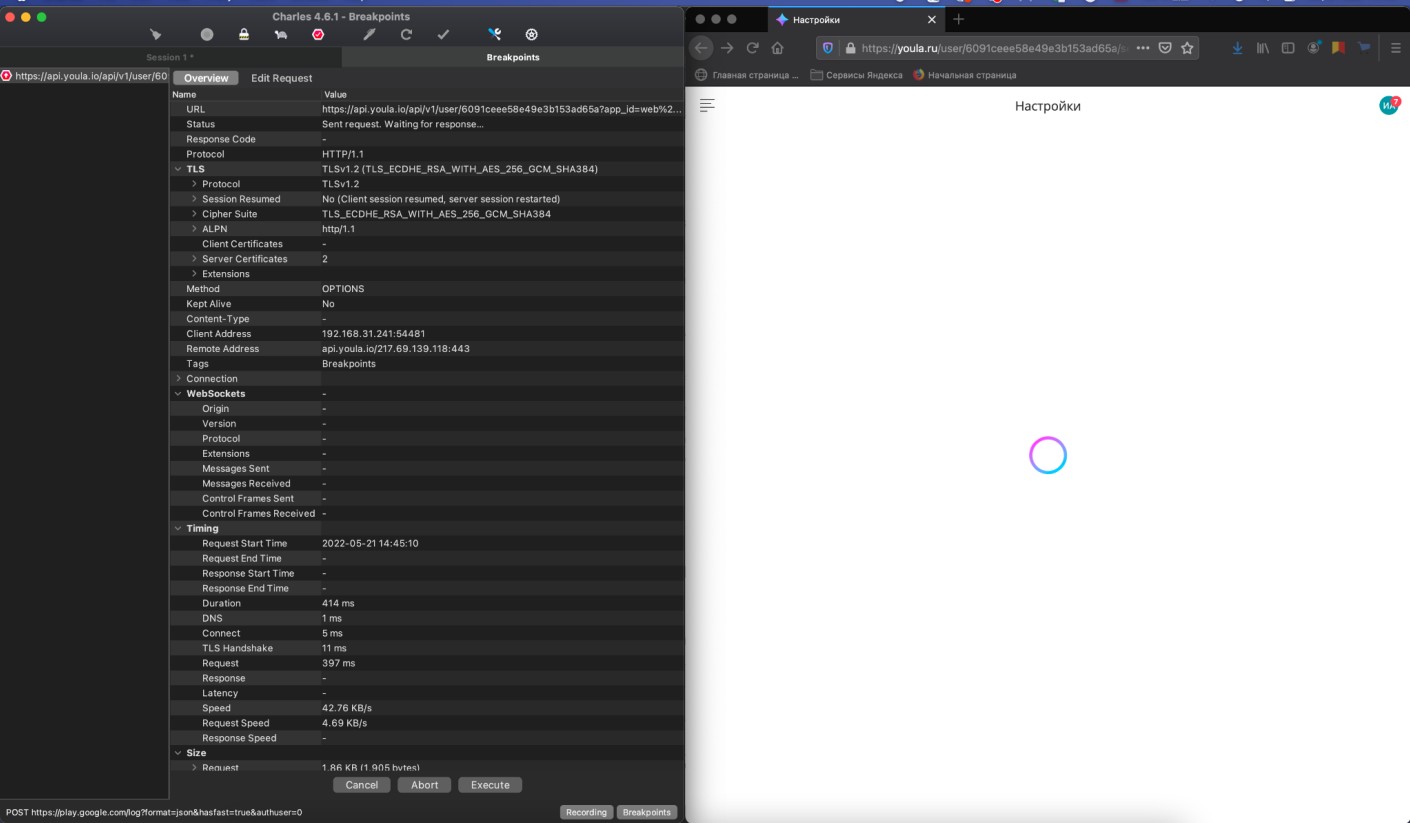 Charles 4.6.1 - Breakpoints
Session 1 *
Breakpoints
https://api.youla.io/api/v1/user/60
Overview Edit Request
Name Value
URL https://api.youla.io/api/v1/user/6091ceee58e49e3b153ad65a?app_id=web%2...
Status Sent request. Waiting for response...
Response Code -
Protocol HTTP/1.1
TLS TLSv1.2 (TLS_ECDHE_RSA_WITH_AES_256_GCM_SHA384)
Protocol TLSv1.2
Session Resumed No (Client session resumed, server session restarted)
Cipher Suite TLS_ECDHE_RSA_WITH_AES_256_GCM_SHA384
ALPN http/1.1
Client Certificates -
Server Certificates 2
Extensions
Method OPTIONS
Kept Alive No
Content-Type -
Client Address 192.168.31.241:54481
Remote Address api.youla.io/217.69.139.118:443
Tags Breakpoints
Connection
WebSockets -
Origin -
Version -
Protocol -
Extensions -
Messages Sent -
Messages Received -
Control Frames Sent -
Control Frames Received -
Timing
Request Start Time 2022-05-21 14:45:10
Request End Time -
Response Start Time -
Response End Time -
Duration 414 ms
DNS 1 ms
Connect 5 ms
TLS Handshake 11 ms
Request 397 ms
Response -
Latency -
Speed 42.76 KB/s
Request Speed 4.69 KB/s
Response Speed -
Size
Request 1.86 KB (1,905 bytes)
Cancel Abort Execute
POST https://play.google.com/log?format=json&hasfast=true&authuser=0
Recording Breakpoints
Настройки
https://youla.ru/user/6091ceee58e49e3b153ad65a/
Главная страница ... Сервисы Яндекса Начальная страница
Настройки
ИА 7